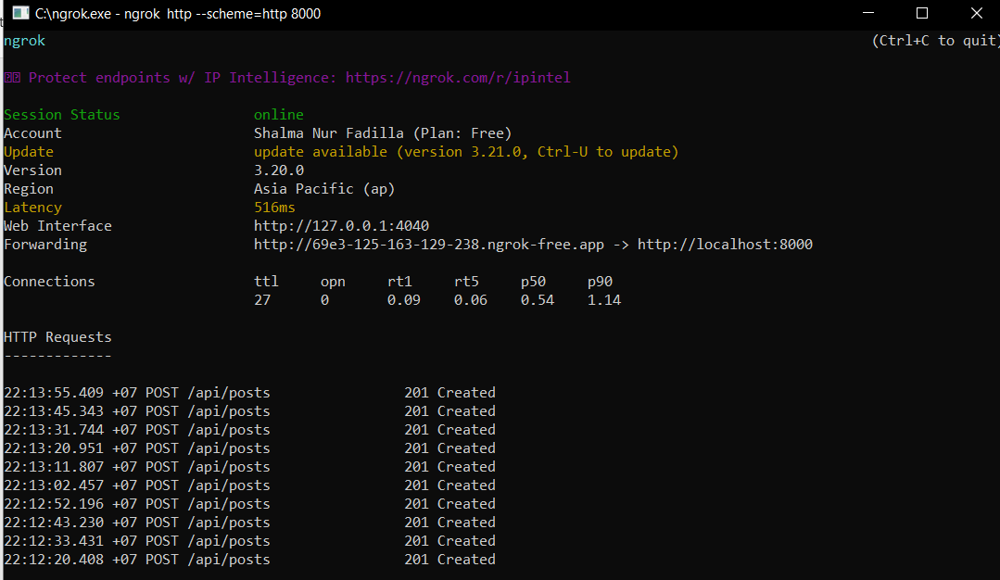 C:\ngrok.exe - ngrok  http --scheme=http 8000
ngrok (Ctrl+C to quit)
Protect endpoints w/ IP Intelligence: https://ngrok.com/r/ipintel
Session Status online
Account Shalma Nur Fadilla (Plan: Free)
Update update available (version 3.21.0, Ctrl-U to update)
Version 3.20.0
Region Asia Pacific (ap)
Latency 516ms
Web Interface http://127.0.0.1:4040
Forwarding http://69e3-125-163-129-238.ngrok-free.app -> http://localhost:8000
Connections ttl opn rt1 rt5 p50 p90
27 0 0.09 0.06 0.54 1.14
HTTP Requests
-------------
22:13:55.409 +07 POST /api/posts 201 Created
22:13:45.343 +07 POST /api/posts 201 Created
22:13:31.744 +07 POST /api/posts 201 Created
22:13:20.951 +07 POST /api/posts 201 Created
22:13:11.807 +07 POST /api/posts 201 Created
22:13:02.457 +07 POST /api/posts 201 Created
22:12:52.196 +07 POST /api/posts 201 Created
22:12:43.230 +07 POST /api/posts 201 Created
22:12:33.431 +07 POST /api/posts 201 Created
22:12:20.408 +07 POST /api/posts 201 Created